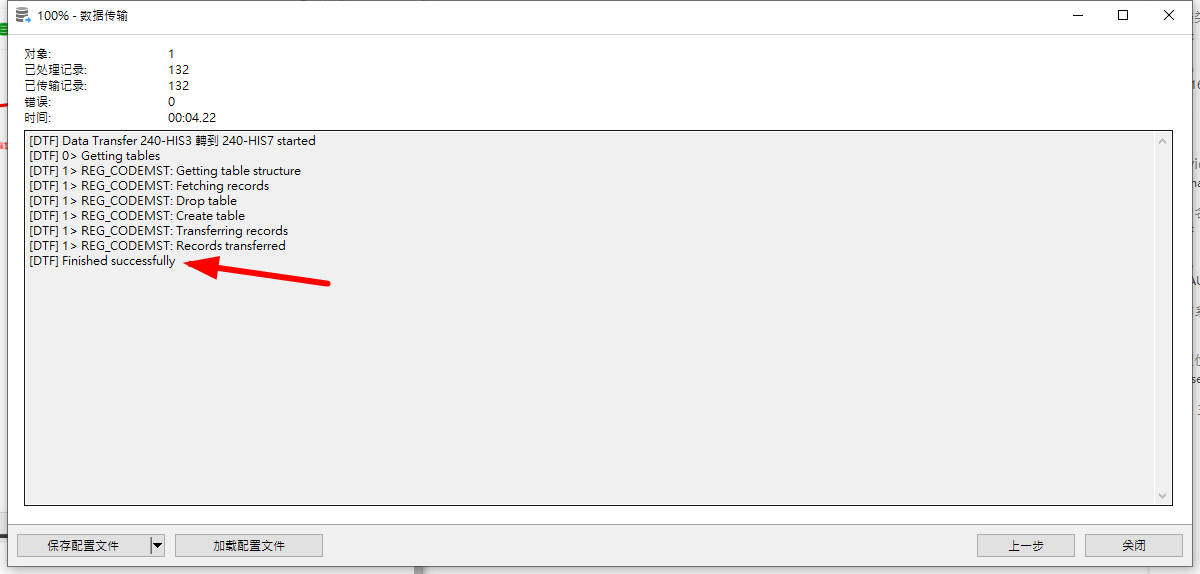 100% - 数据传输
对象: 1
已处理记录: 132
已传输记录: 132
错误: 0
时间: 00:04.22
[DTF] Data Transfer 240-HIS3 轉到 240-HIS7 started
[DTF] 0> Getting tables
[DTF] 1> REG_CODEMST: Getting table structure
[DTF] 1> REG_CODEMST: Fetching records
[DTF] 1> REG_CODEMST: Drop table
[DTF] 1> REG_CODEMST: Create table
[DTF] 1> REG_CODEMST: Transferring records
[DTF] 1> REG_CODEMST: Records transferred
[DTF] Finished successfully
保存配置文件 加载配置文件 上一步 关闭